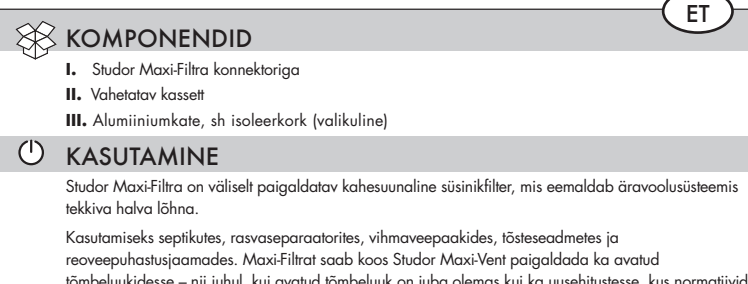 ET
KOMPONENDID
I. Studor Maxi-Filtra konnektoriga
II. Vahetatav kassett
III. Alumiiniumkate, sh isoleerkork (valikuline)
KASUTAMINE
Studor Maxi-Filtra on väliselt paigaldatav kahesuunaline süsinikfilter, mis eemaldab äravoolusüsteemis
tekkiva halva lõhna.
Kasutamiseks septikutes, rasvaseparaatorites, vihmaveepaakides, tõsteseadmetes ja
reoveepuhastusjaamades. Maxi-Filtrat saab koos Studor Maxi-Vent paigaldada ka avatud
tõmbeluukidesse – nii juhul, kui avatud tõmbeluuk on juba olemas kui ka uusehitustesse, kus normatiivid